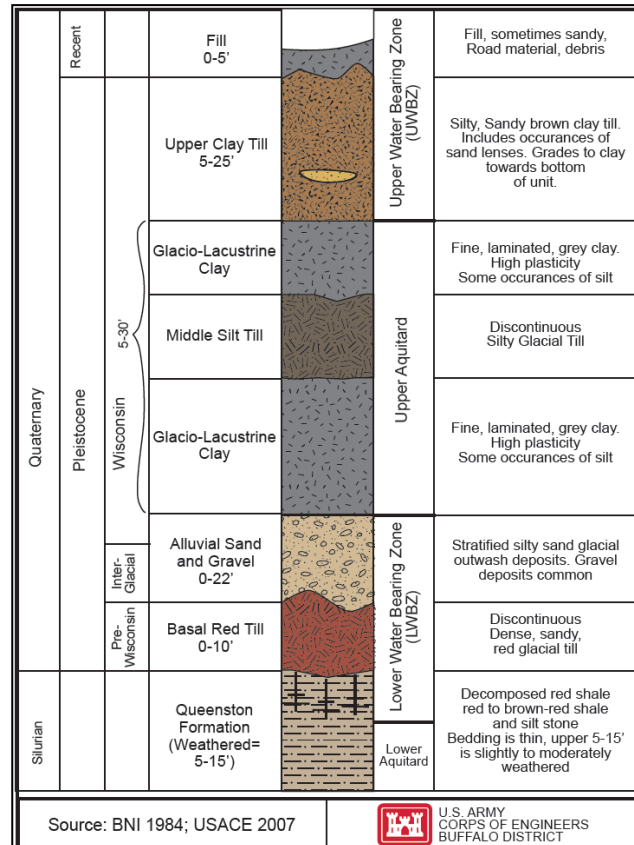 Recent
Fill
0-5'
Upper Water Bearing Zone
(UWBZ)
Fill, sometimes sandy,
Road material, debris
Quaternary
Pleistocene
Wisconsin
Upper Clay Till
5-25'
Silty, Sandy brown clay till.
Includes occurances of
sand lenses. Grades to clay
towards bottom
of unit.
5-30'
Glacio-Lacustrine
Clay
Upper Aquitard
Fine, laminated, grey clay.
High plasticity
Some occurances of silt
Middle Silt Till
Discontinuous
Silty Glacial Till
Glacio-Lacustrine
Clay
Fine, laminated, grey clay.
High plasticity
Some occurances of silt
Inter-
Glacial
Alluvial Sand
and Gravel
0-22'
Lower Water Bearing Zone
(LWBZ)
Stratified silty sand glacial
outwash deposits. Gravel
deposits common
Pre-
Wisconsin
Basal Red Till
0-10'
Discontinuous
Dense, sandy,
red glacial till
Silurian
Queenston
Formation
(Weathered=
5-15')
Lower
Aquitard
Decomposed red shale
red to brown-red shale
and silt stone
Bedding is thin, upper 5-15'
is slightly to moderately
weathered
Source: BNI 1984; USACE 2007
U.S. ARMY
CORPS OF ENGINEERS
BUFFALO DISTRICT